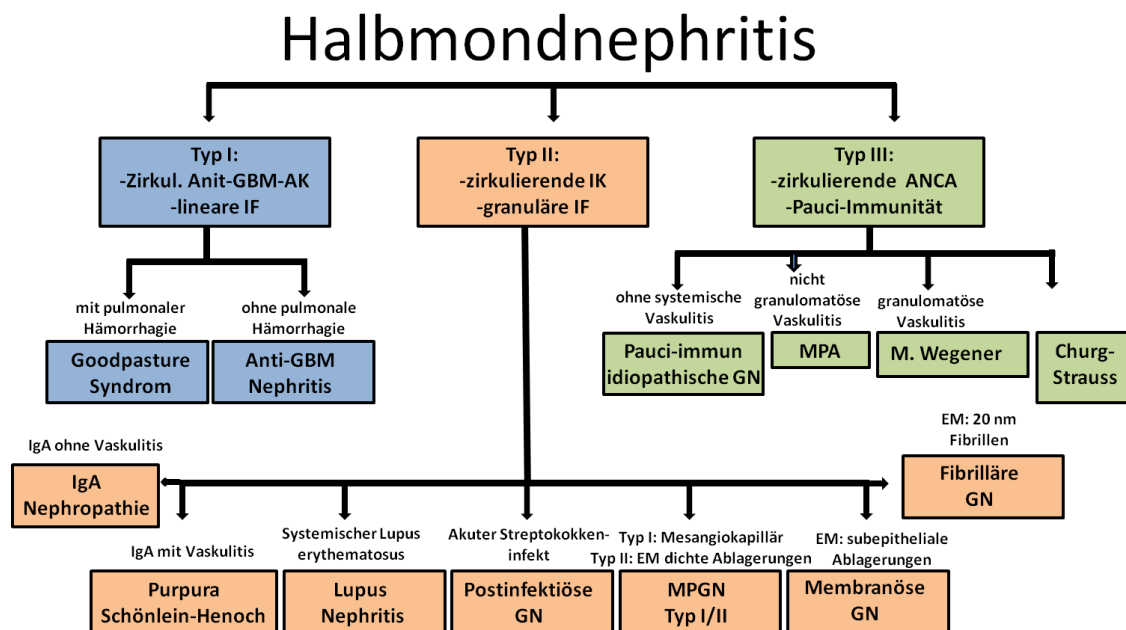 Halbmondnephritis
Typ I:
-Zirkul. Anit-GBM-AK
-lineare IF
Typ II:
-zirkulierende IK
-granuläre IF
Typ III:
-zirkulierende ANCA
-Pauci-Immunität
mit pulmonaler
Hämorrhagie
ohne pulmonale
Hämorrhagie
ohne systemische
Vaskulitis
nicht
granulomatöse
Vaskulitis
granulomatöse
Vaskulitis
Goodpasture
Syndrom
Anti-GBM
Nephritis
Pauci-immun
idiopathische GN
MPA
M. Wegener
Churg-
Strauss
IgA ohne Vaskulitis
IgA
Nephropathie
EM: 20 nm
Fibrillen
Fibrilläre
GN
IgA mit Vaskulitis
Purpura
Schönlein-Henoch
Systemischer Lupus
erythematosus
Lupus
Nephritis
Akuter Streptokokken-
infekt
Postinfektiöse
GN
Typ I: Mesangiokapillär
Typ II: EM dichte Ablagerungen
MPGN
Typ I/II
EM: subepitheliale
Ablagerungen
Membranöse
GN